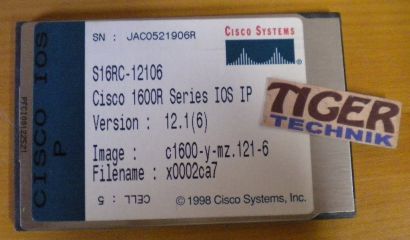 SN : JAC0521906R
CISCO SYSTEMS
S16RC-12106
Cisco 1600R Series IOS IP
Version : 12.1(6)
Image : c1600-y-mz.121-6
Filename : x0002ca7
CELL : 5
© 1998 Cisco Systems, Inc.
CISCO IOS
P
TIGER
TECHNIK